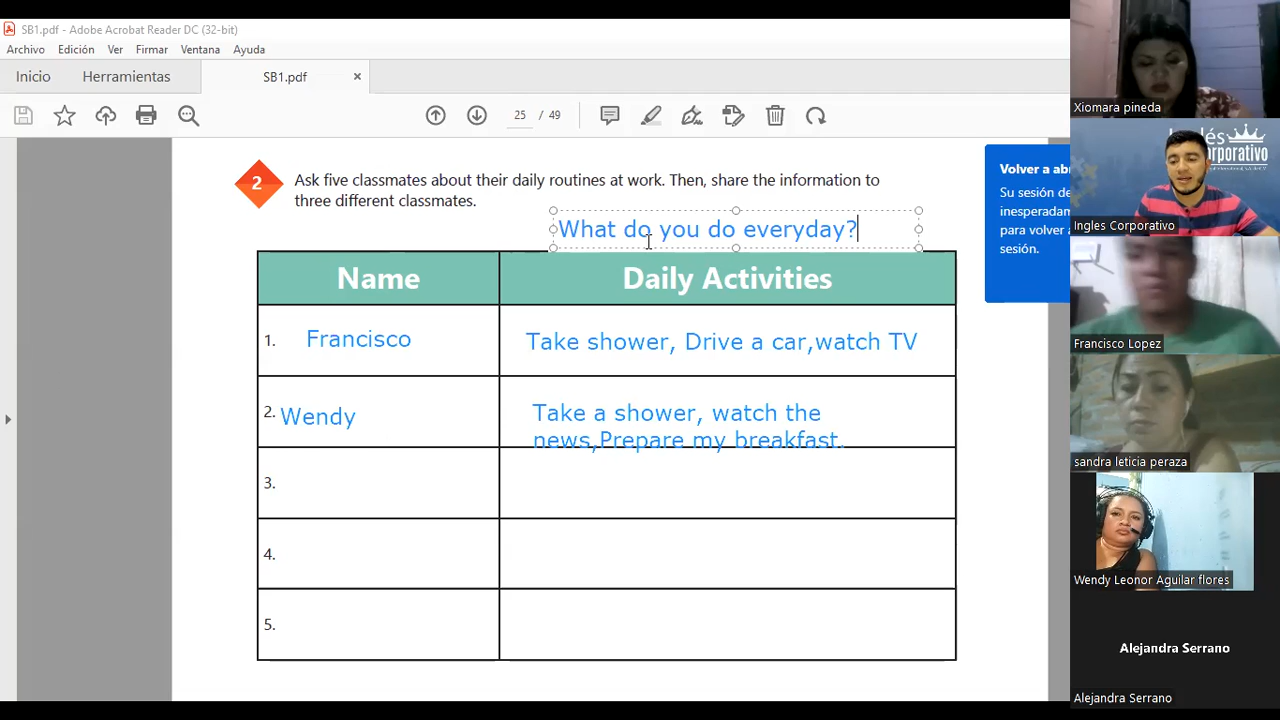 SB1.pdf - Adobe Acrobat Reader DC (32-bit)
Archivo Edición Ver Firmar Ventana Ayuda
Inicio Herramientas SB1.pdf ×
25 / 49
2 Ask five classmates about their daily routines at work. Then, share the information to
three different classmates.
What do you do everyday?
Name Daily Activities
1. Francisco Take shower, Drive a car,watch TV
2. Wendy Take a shower, watch the
news,Prepare my breakfast.
3.
4.
5.
Volver a ab
Su sesión de
inesperadam
para volver a
sesión.
Xiomara pineda
Inglés
Corporativo
Ingles Corporativo
Francisco Lopez
sandra leticia peraza
Wendy Leonor Aguilar flores
Alejandra Serrano
Alejandra Serrano